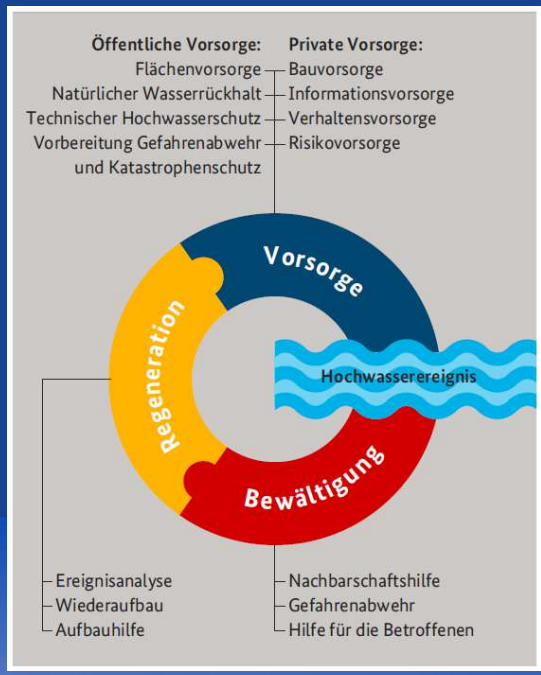 Öffentliche Vorsorge:
Flächenvorsorge
Natürlicher Wasserrückhalt
Technischer Hochwasserschutz
Vorbereitung Gefahrenabwehr
und Katastrophenschutz
Private Vorsorge:
Bauvorsorge
Informationsvorsorge
Verhaltensvorsorge
Risikovorsorge
Vorsorge
Hochwasserereignis
Regeneration
Bewältigung
Ereignisanalyse
Wiederaufbau
Aufbauhilfe
Nachbarschaftshilfe
Gefahrenabwehr
Hilfe für die Betroffenen